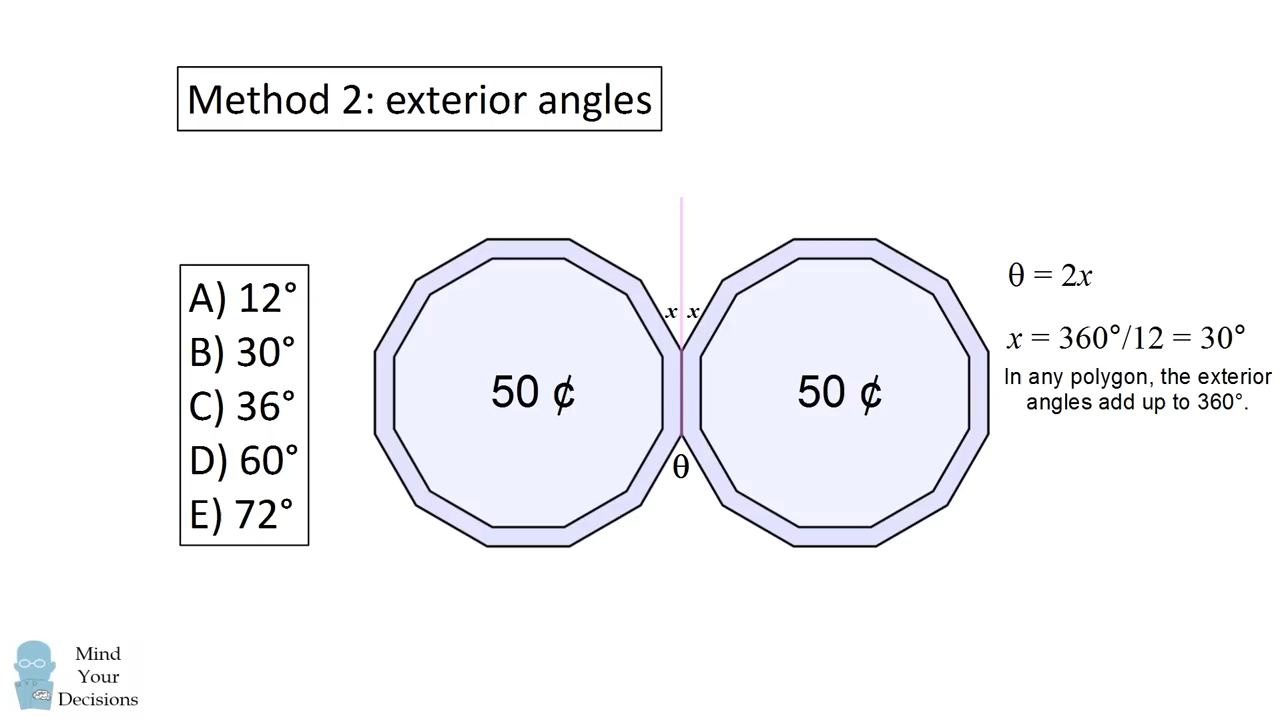 Method 2: exterior angles
A) 12°
B) 30°
C) 36°
D) 60°
E) 72°
x x
50 ¢
50 ¢
θ
θ = 2x
x = 360°/12 = 30°
In any polygon, the exterior
angles add up to 360°.
Mind
Your
Decisions